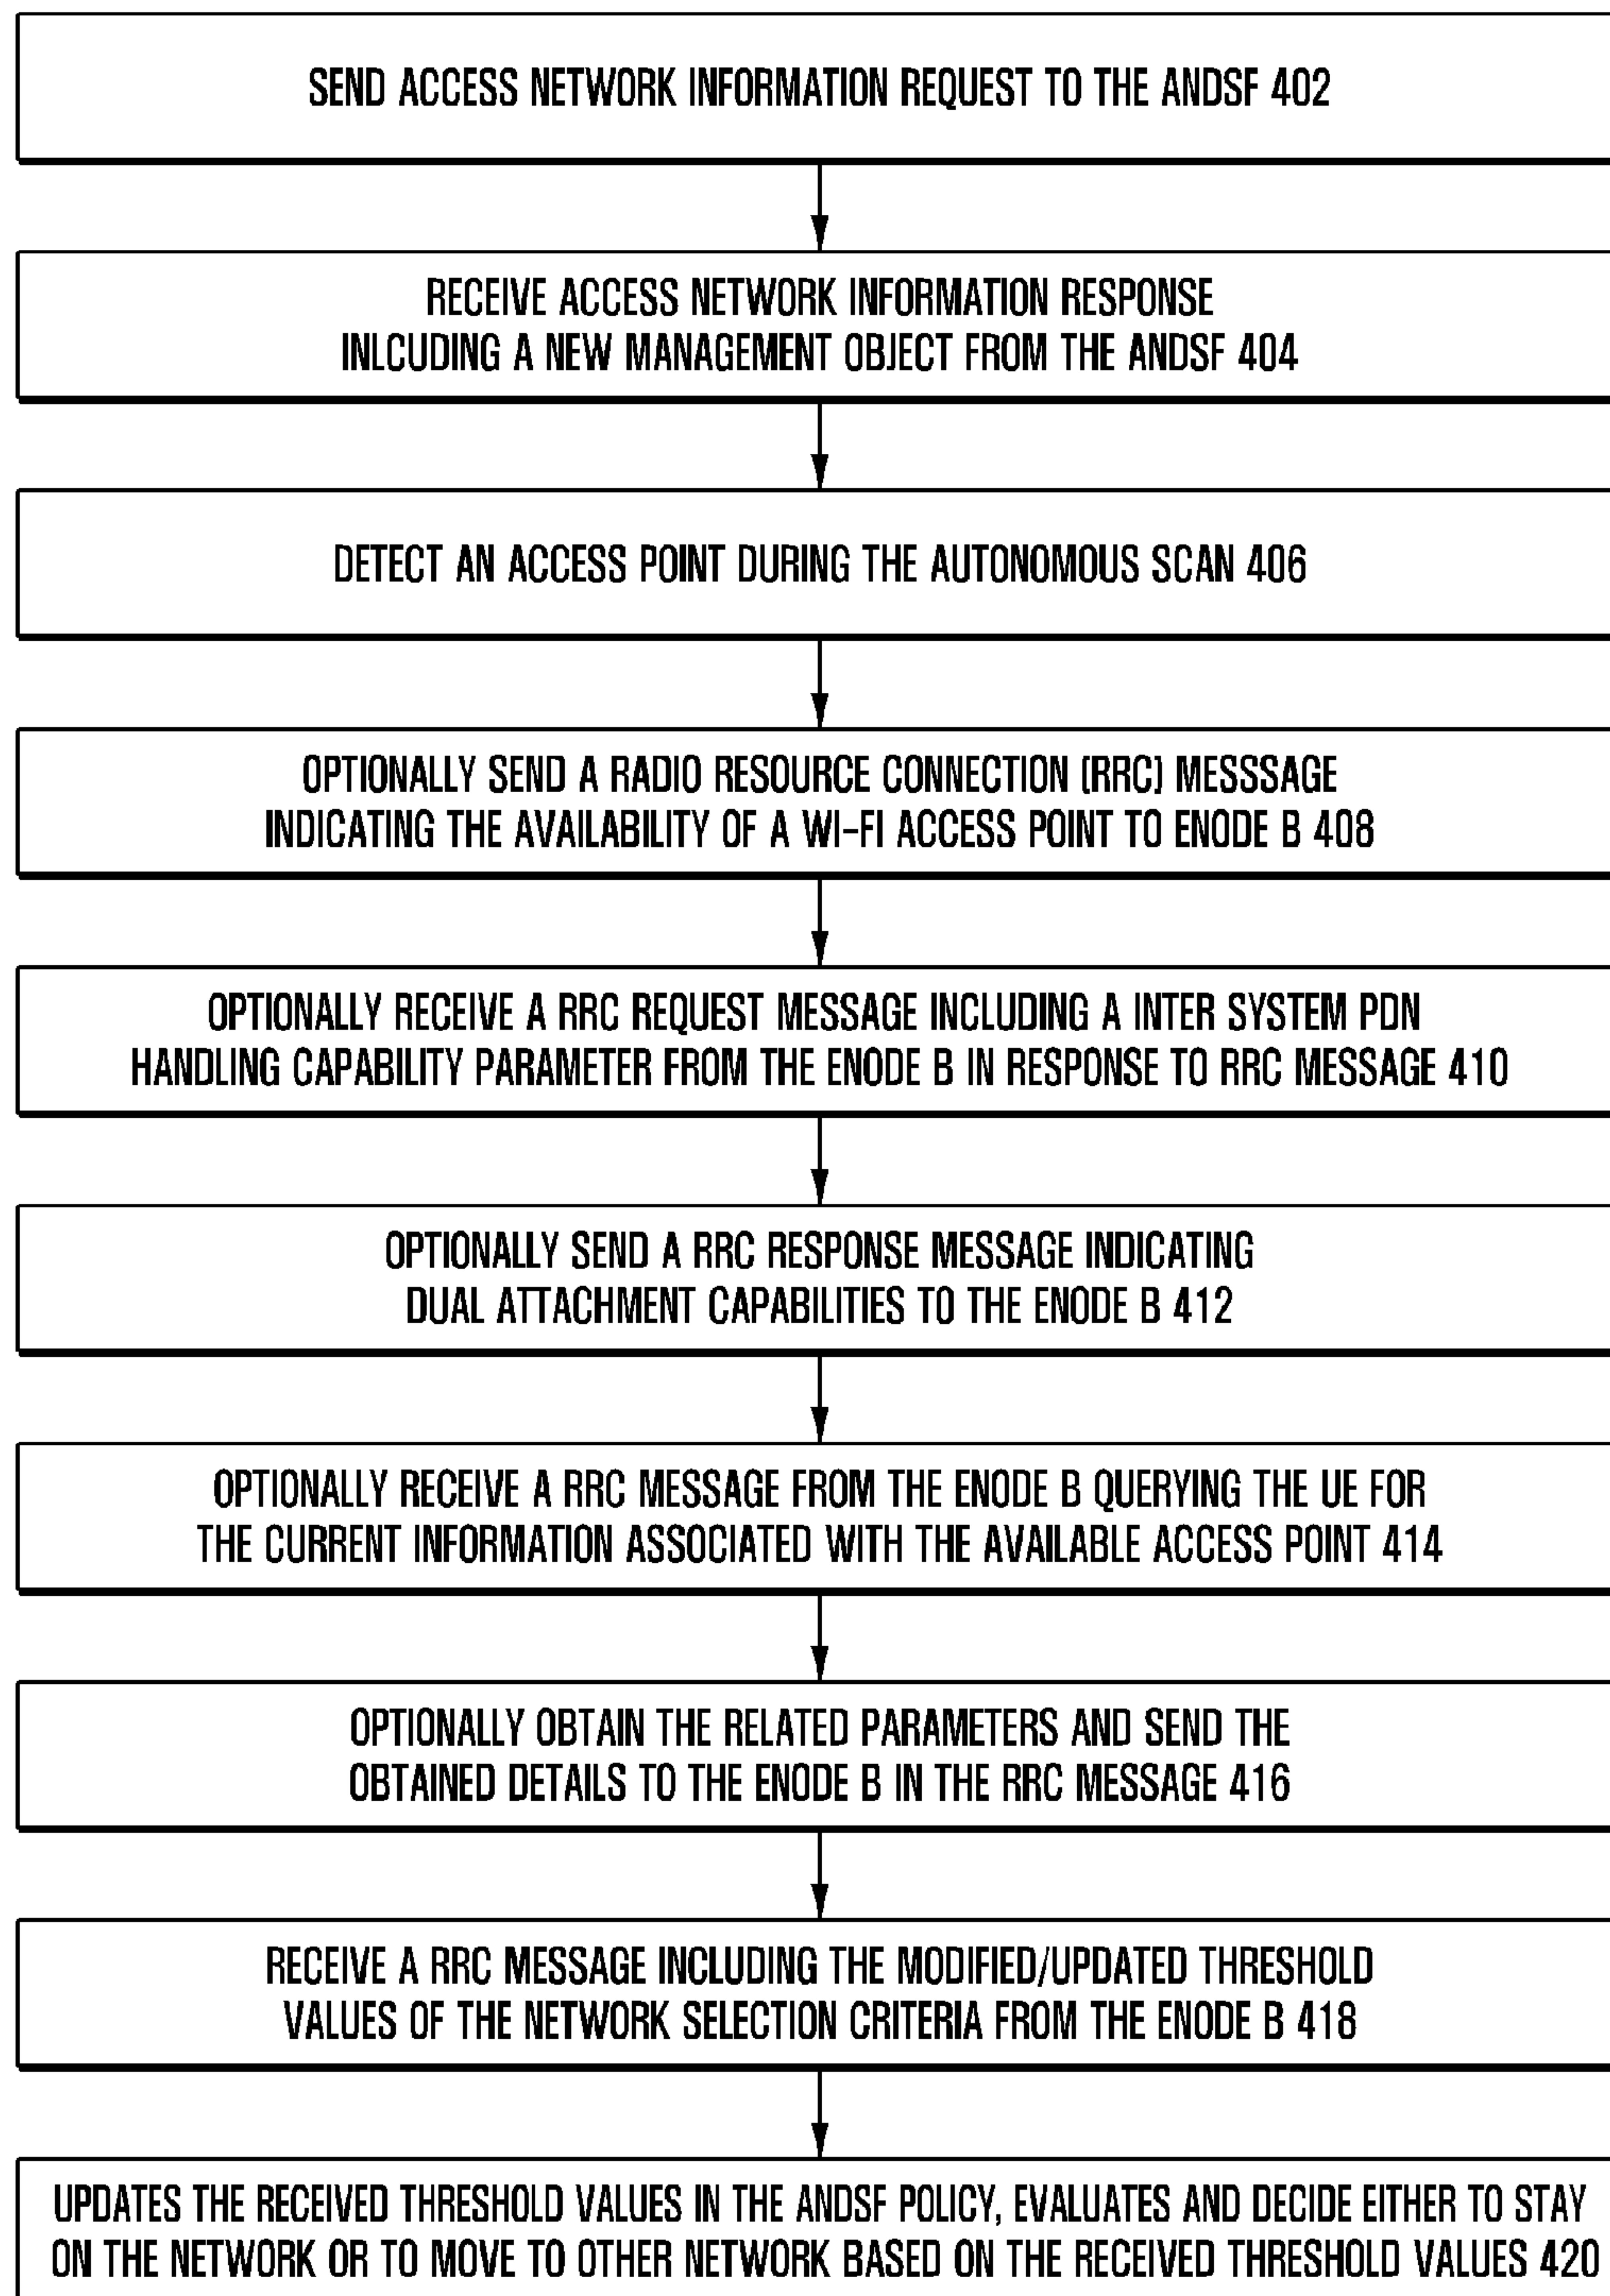 SEND ACCESS NETWORK INFORMATION REQUEST TO THE ANDSF 402
RECEIVE ACCESS NETWORK INFORMATION RESPONSE
INLCUDING A NEW MANAGEMENT OBJECT FROM THE ANDSF 404
DETECT AN ACCESS POINT DURING THE AUTONOMOUS SCAN 406
OPTIONALLY SEND A RADIO RESOURCE CONNECTION (RRC) MESSSAGE
INDICATING THE AVAILABILITY OF A WI-FI ACCESS POINT TO ENODE B 408
OPTIONALLY RECEIVE A RRC REQUEST MESSAGE INCLUDING A INTER SYSTEM PDN
HANDLING CAPABILITY PARAMETER FROM THE ENODE B IN RESPONSE TO RRC MESSAGE 410
OPTIONALLY SEND A RRC RESPONSE MESSAGE INDICATING
DUAL ATTACHMENT CAPABILITIES TO THE ENODE B 412
OPTIONALLY RECEIVE A RRC MESSAGE FROM THE ENODE B QUERYING THE UE FOR
THE CURRENT INFORMATION ASSOCIATED WITH THE AVAILABLE ACCESS POINT 414
OPTIONALLY OBTAIN THE RELATED PARAMETERS AND SEND THE
OBTAINED DETAILS TO THE ENODE B IN THE RRC MESSAGE 416
RECEIVE A RRC MESSAGE INCLUDING THE MODIFIED/UPDATED THRESHOLD
VALUES OF THE NETWORK SELECTION CRITERIA FROM THE ENODE B 418
UPDATES THE RECEIVED THRESHOLD VALUES IN THE ANDSF POLICY, EVALUATES AND DECIDE EITHER TO STAY
ON THE NETWORK OR TO MOVE TO OTHER NETWORK BASED ON THE RECEIVED THRESHOLD VALUES 420